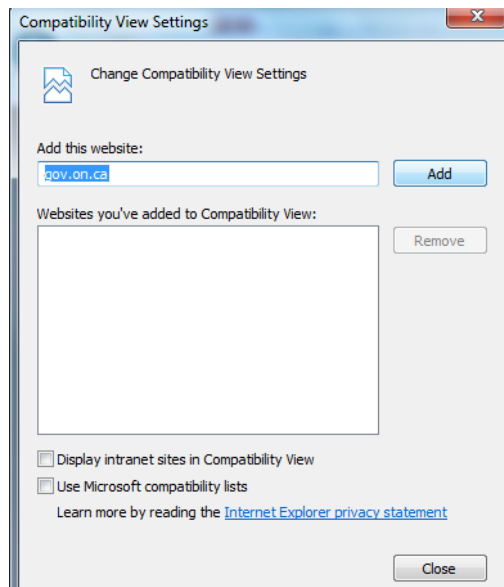 Compatibility View Settings
X
Change Compatibility View Settings
Add this website:
gov.on.ca
Add
Websites you've added to Compatibility View:
Remove
Display intranet sites in Compatibility View
Use Microsoft compatibility lists
Learn more by reading the Internet Explorer privacy statement
Close